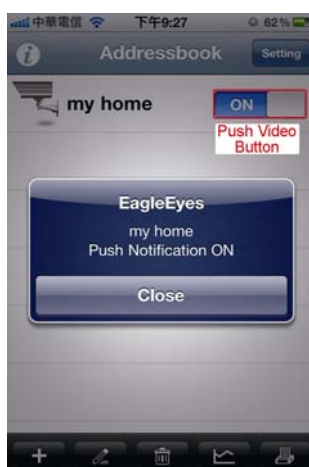 中華電信 下午9:27 62%
Addressbook Setting
my home ON
Push Video
Button
EagleEyes
my home
Push Notification ON
Close